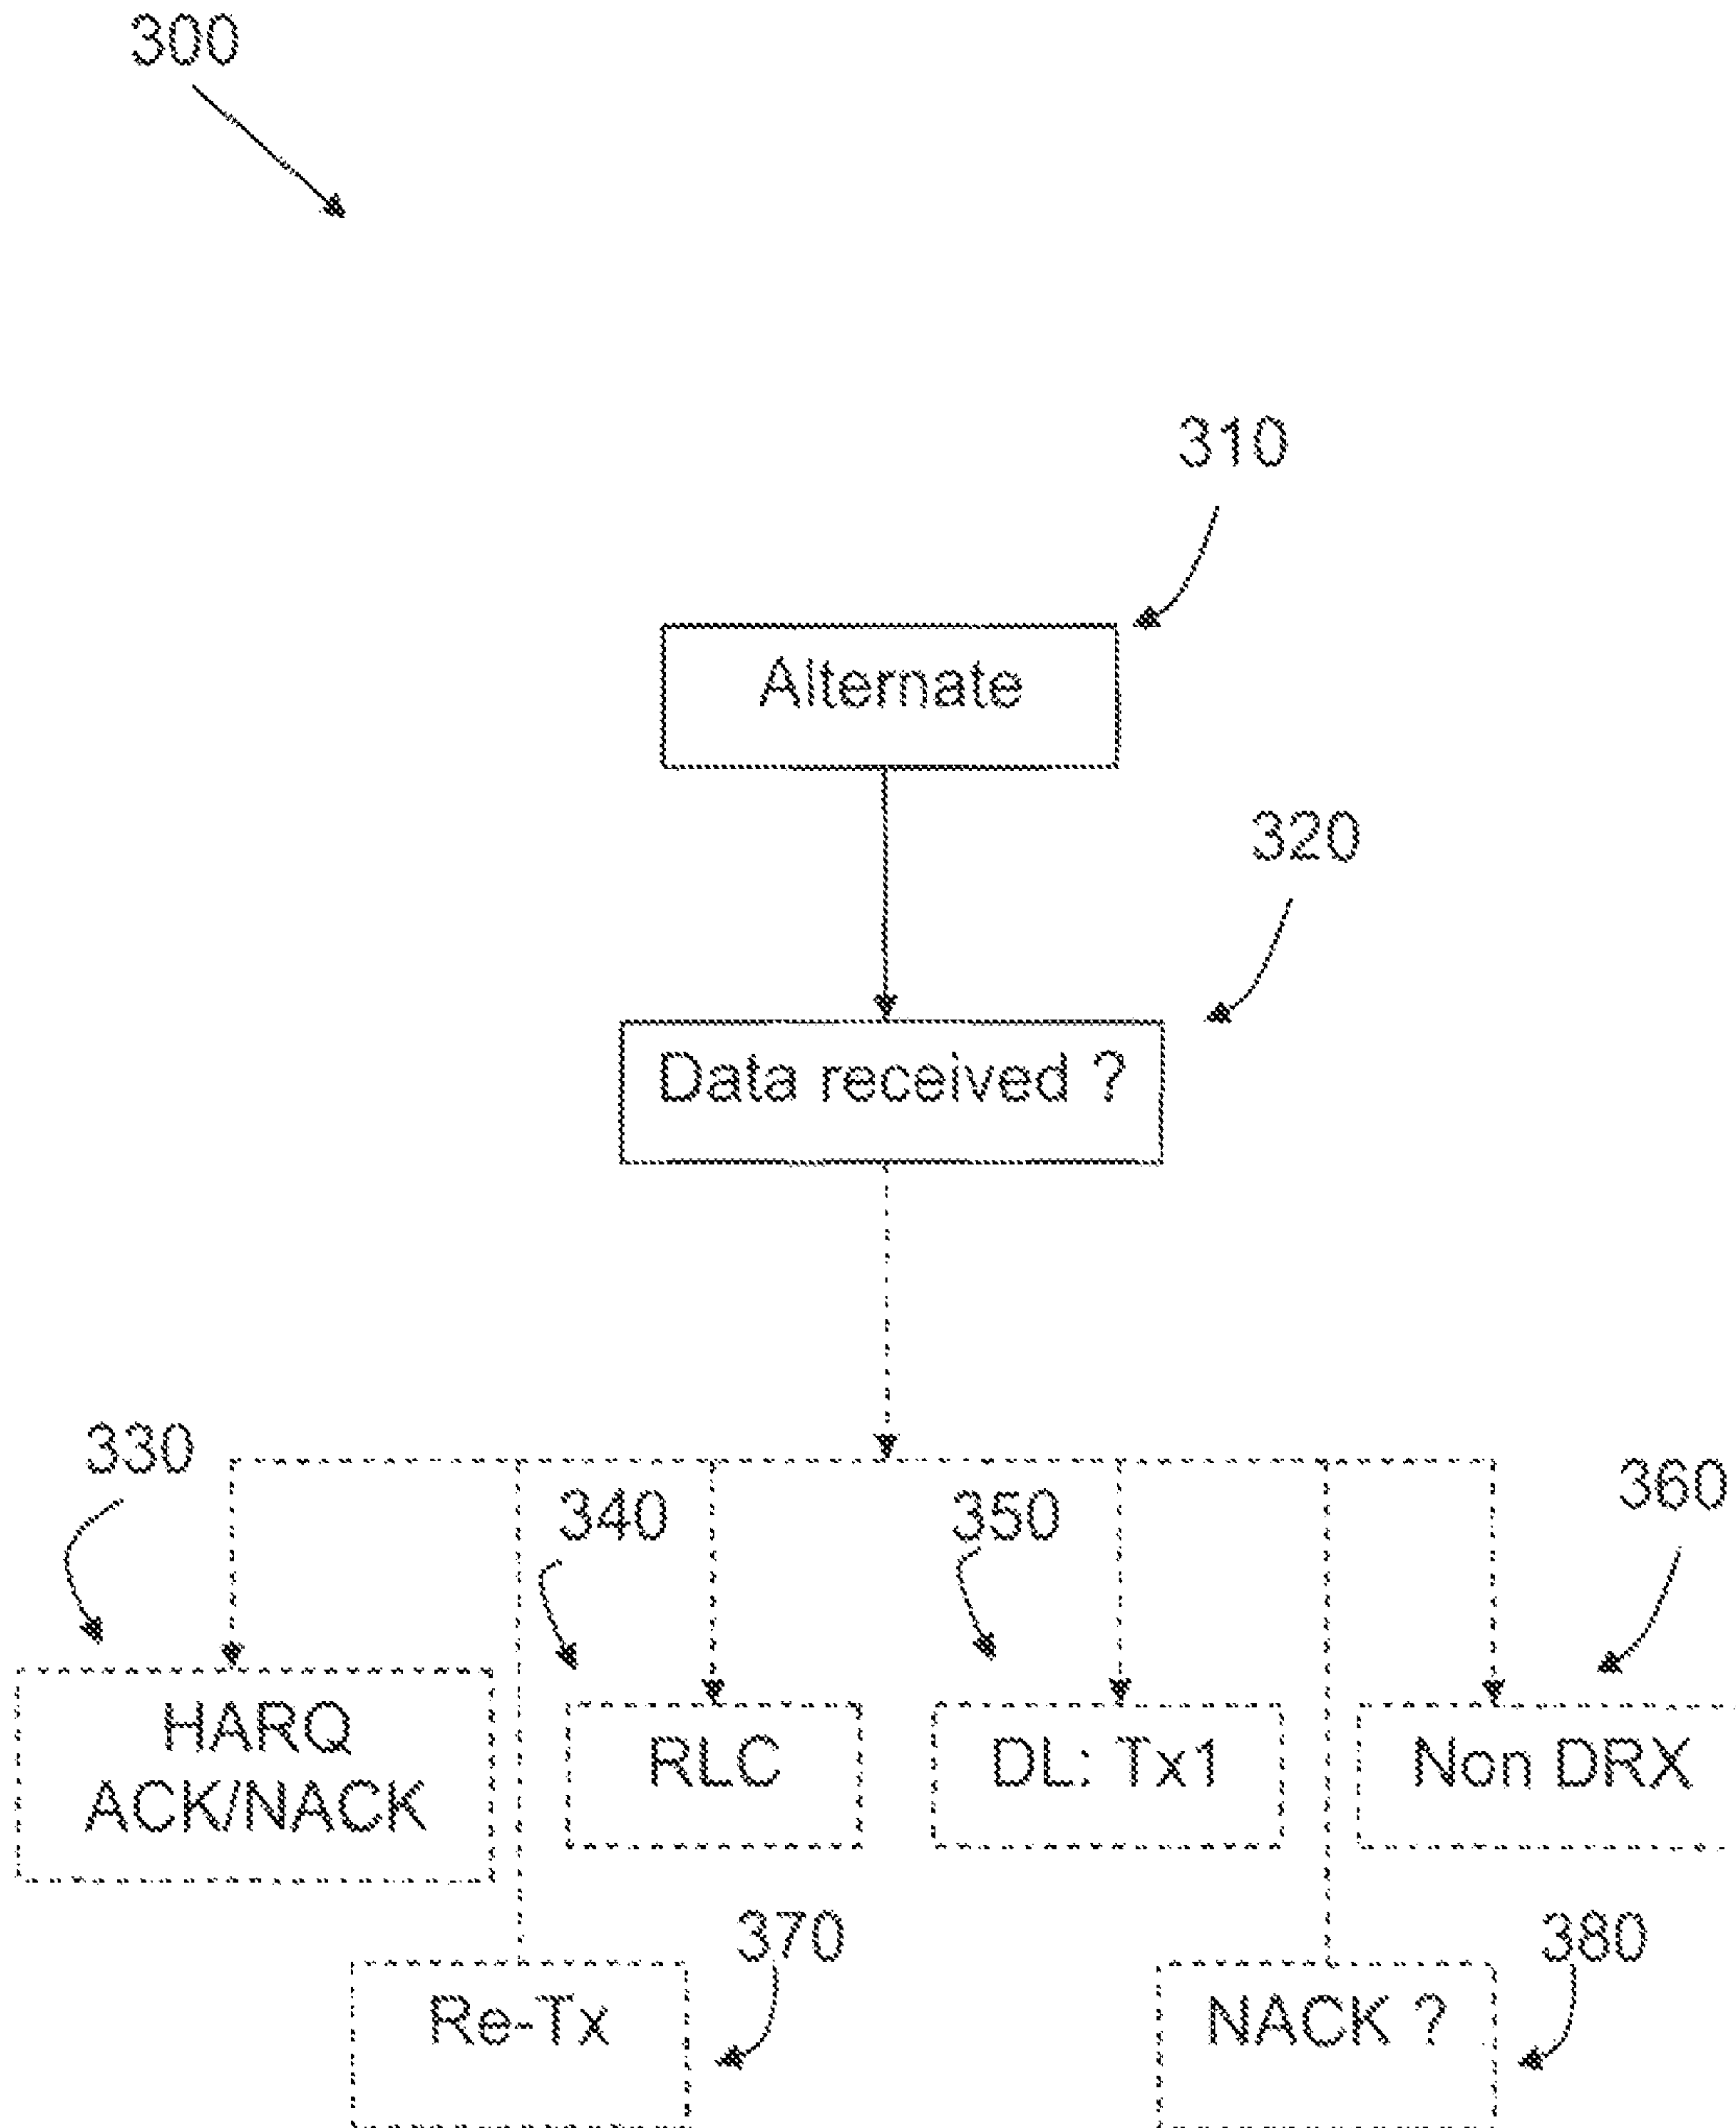 300
310
Alternate
320
Data received ?
330
340
350
360
HARQ
ACK/NACK
RLC
DL: Tx1
Non DRX
370
380
Re-Tx
NACK ?